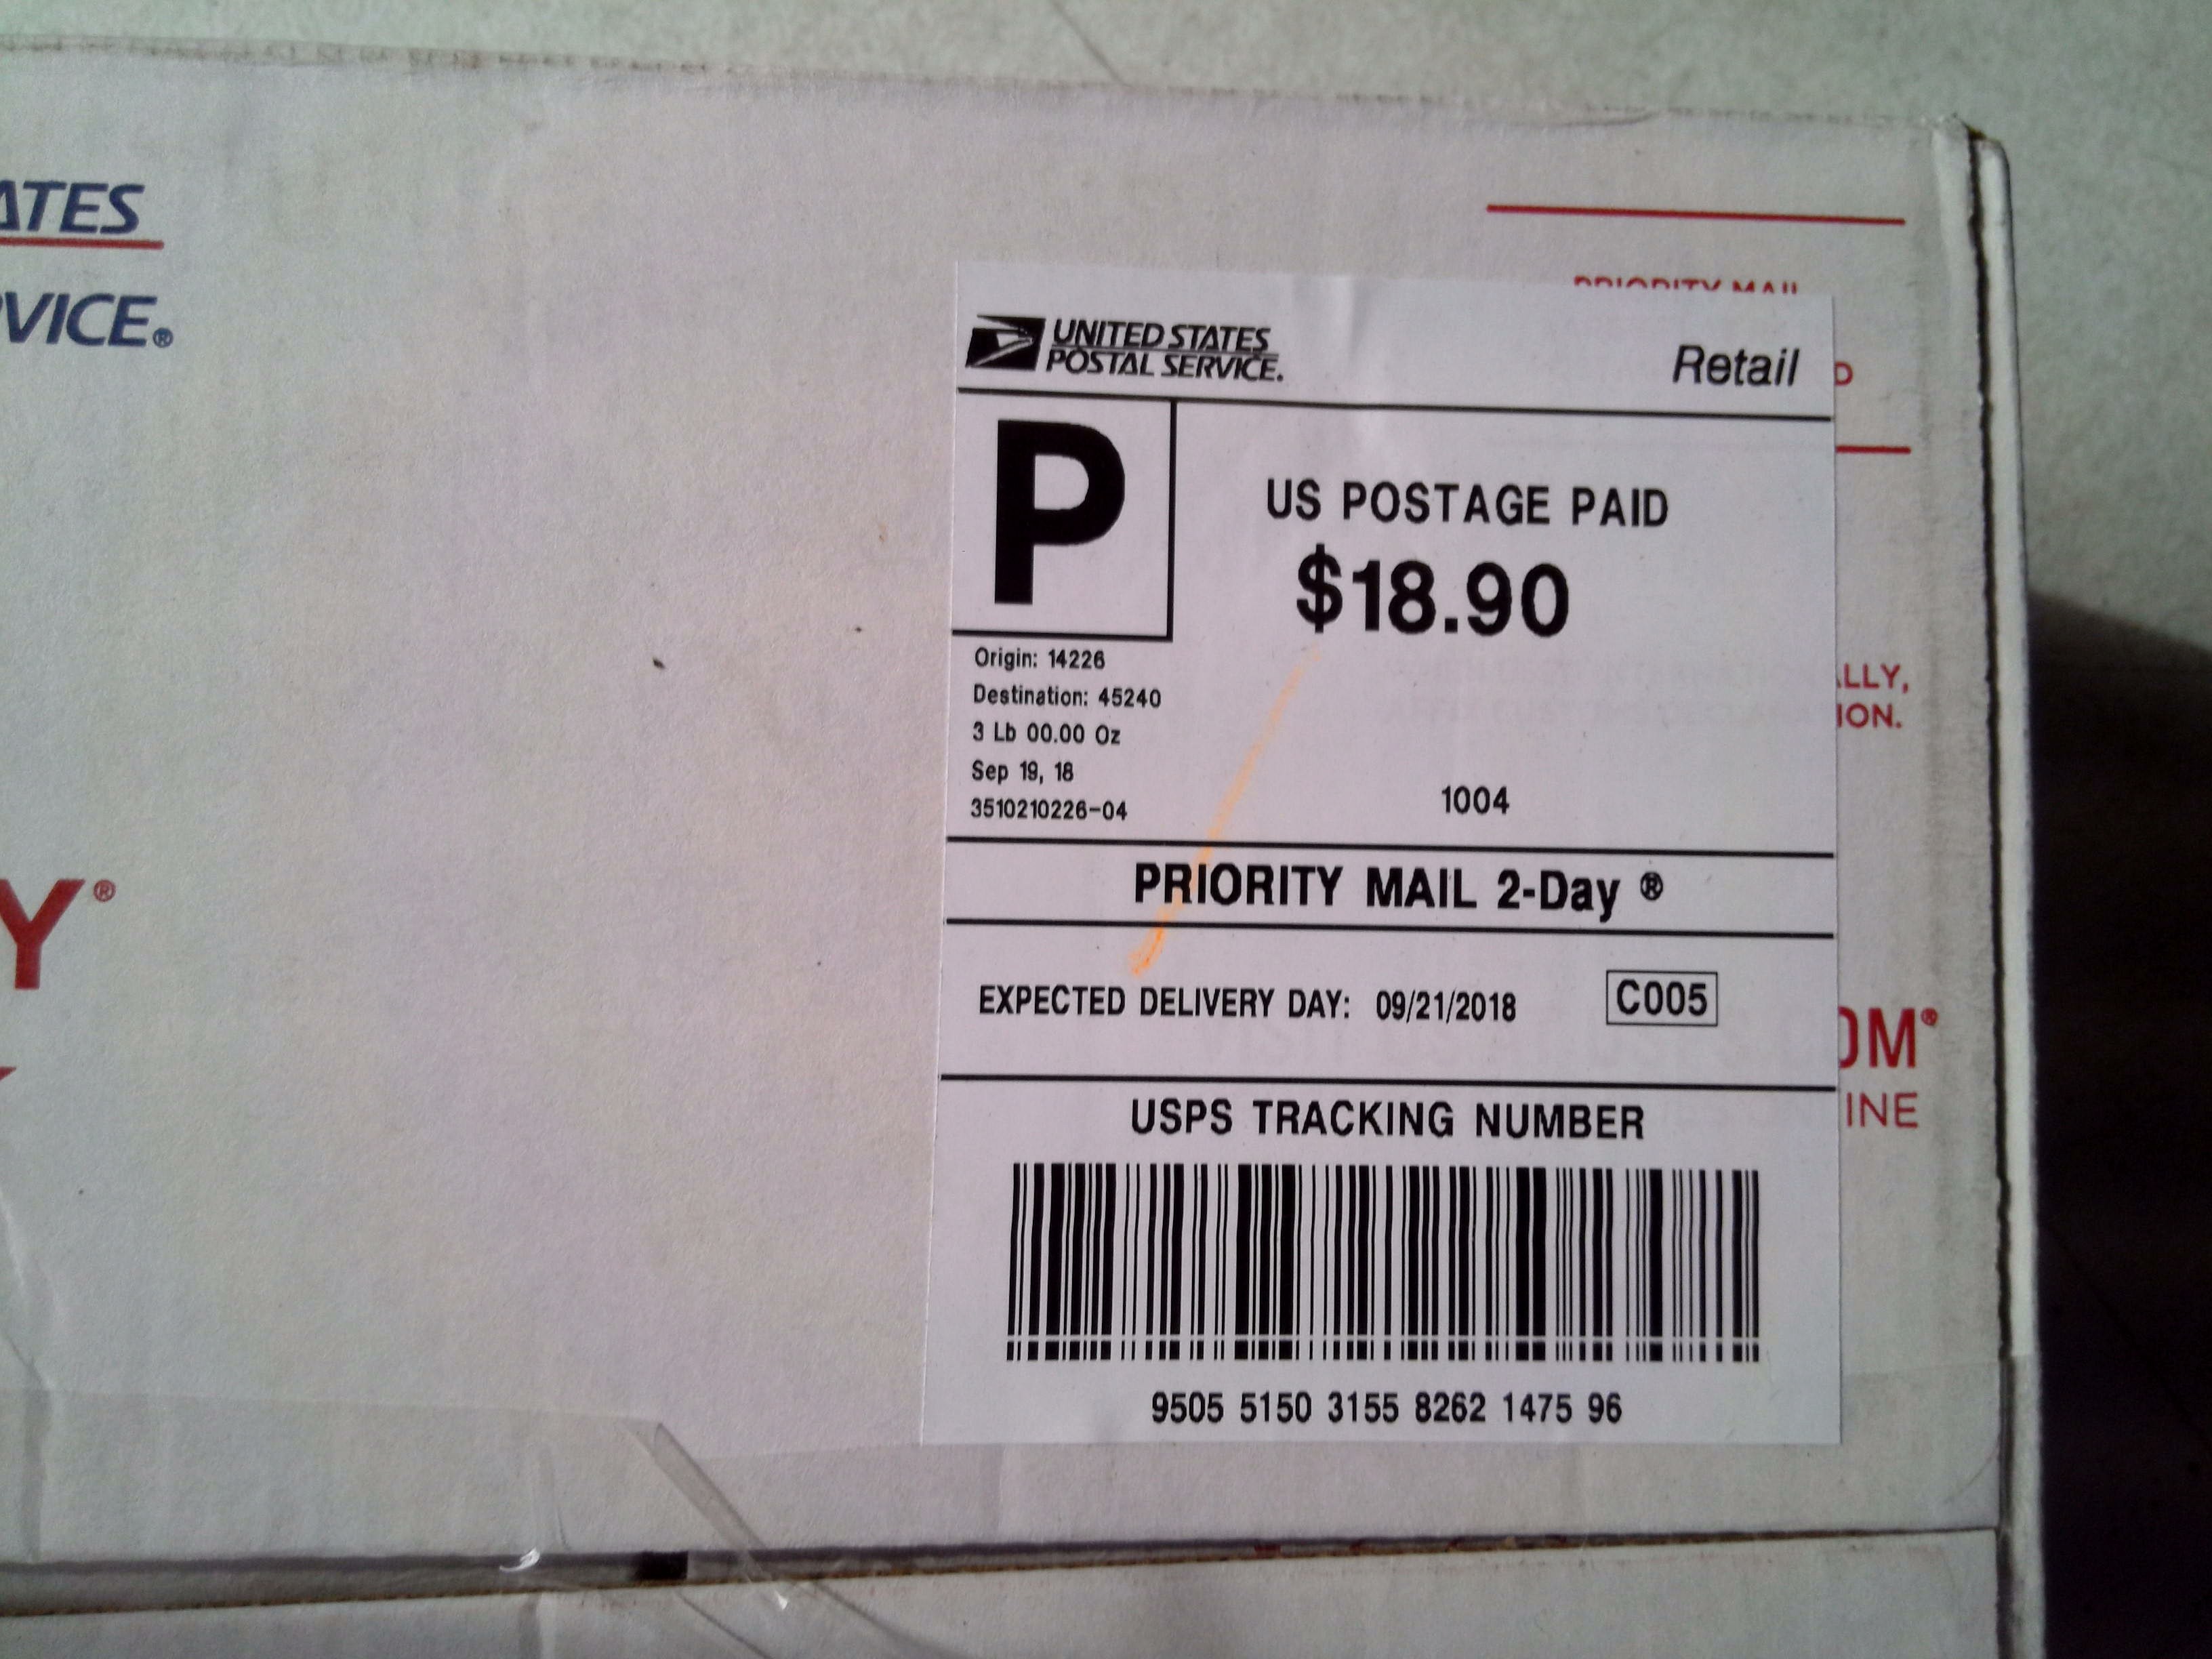 ATES
VICE®
Y®
PRIORITY MAIL
UNITED STATES
POSTAL SERVICE.
Retail
D
P
US POSTAGE PAID
$18.90
Origin: 14226
Destination: 45240
3 Lb 00.00 Oz
Sep 19, 18
3510210226-04
1004
LLY,
ION.
PRIORITY MAIL 2-Day ®
EXPECTED DELIVERY DAY: 09/21/2018
C005
OM®
INE
USPS TRACKING NUMBER
9505 5150 3155 8262 1475 96